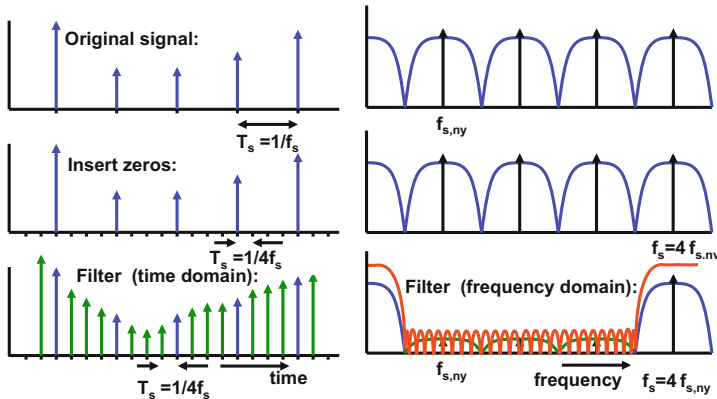 Original signal:
T_s =1/f_s
f_s,ny
Insert zeros:
T_s =1/4f_s
f_s=4 f_s.ny
Filter (time domain):
T_s =1/4f_s
time
Filter (frequency domain):
f_s,ny
frequency
f_s=4 f_s,ny